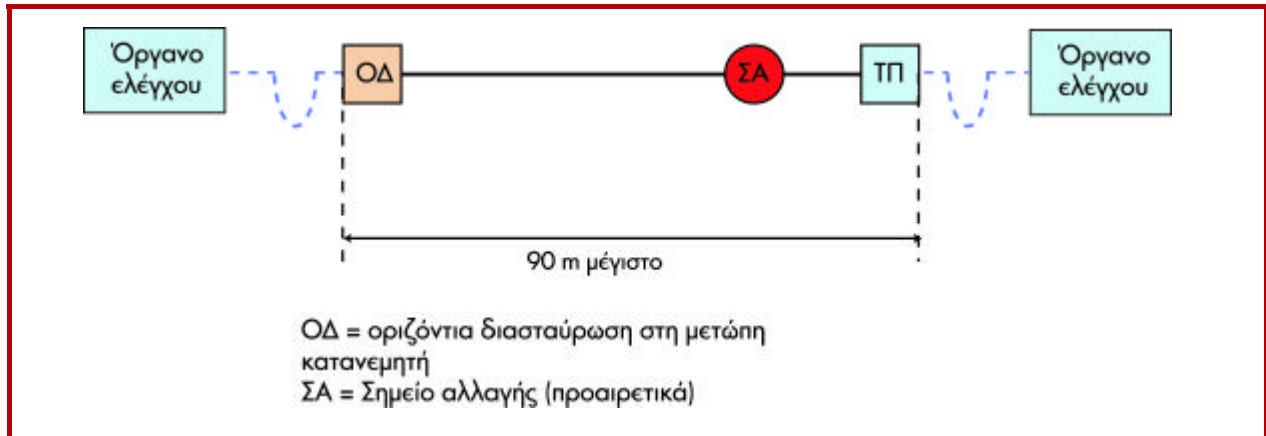 Όργανο
ελέγχου
ΟΔ
ΣΑ
ΤΠ
Όργανο
ελέγχου
90 m μέγιστο
ΟΔ = οριζόντια διασταύρωση στη μετώπη
κατανεμητή
ΣΑ = Σημείο αλλαγής (προαιρετικά)